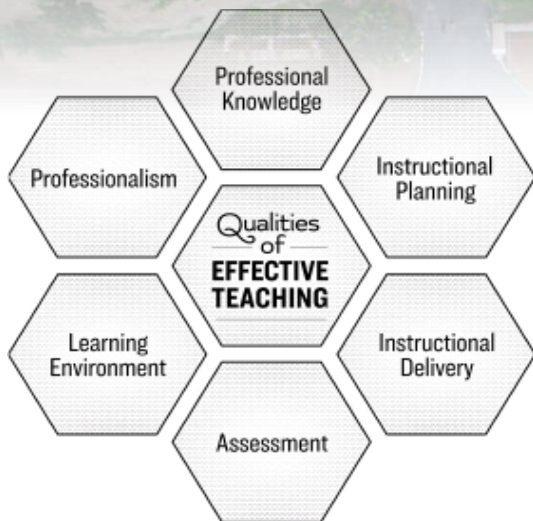 Professional
Knowledge
Professionalism
Instructional
Planning
Qualities
of
EFFECTIVE
TEACHING
Learning
Environment
Instructional
Delivery
Assessment